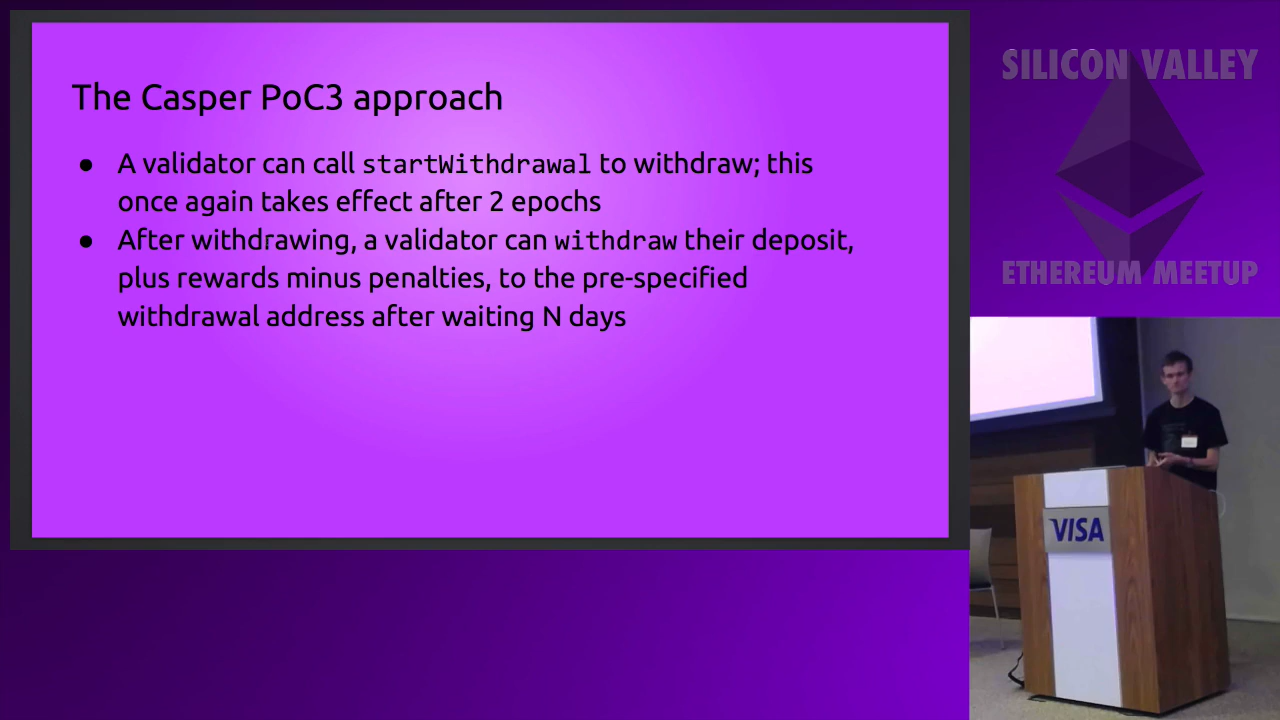 The Casper PoC3 approach
● A validator can call startWithdrawal to withdraw; this
once again takes effect after 2 epochs
● After withdrawing, a validator can withdraw their deposit,
plus rewards minus penalties, to the pre-specified
withdrawal address after waiting N days
SILICON VALLEY
ETHEREUM MEETUP
VISA